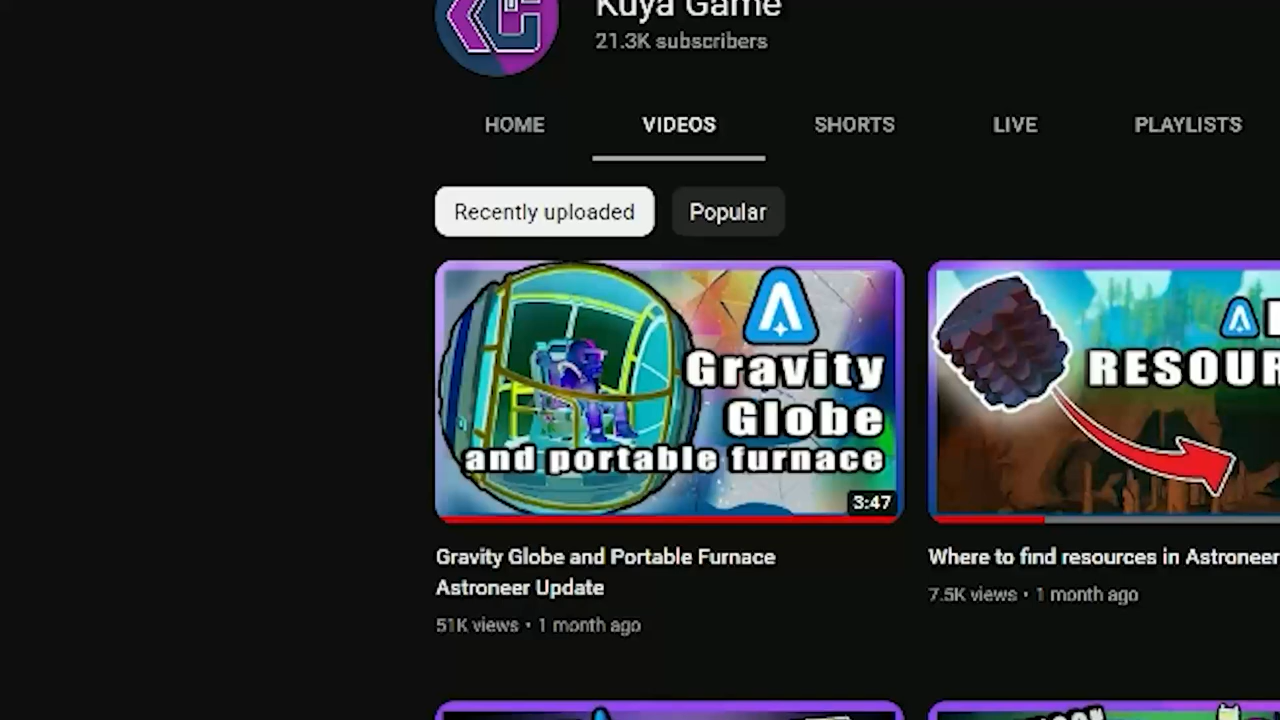 Kuya Game
21.3K subscribers
HOME VIDEOS SHORTS LIVE PLAYLISTS
Recently uploaded Popular
Gravity
Globe
and portable furnace
3:47
RESOUR
Gravity Globe and Portable Furnace
Astroneer Update
51K views • 1 month ago
Where to find resources in Astroneer
7.5K views • 1 month ago